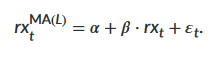 rx_t^{MA(L)} = α + β · rx_t + ε_t.